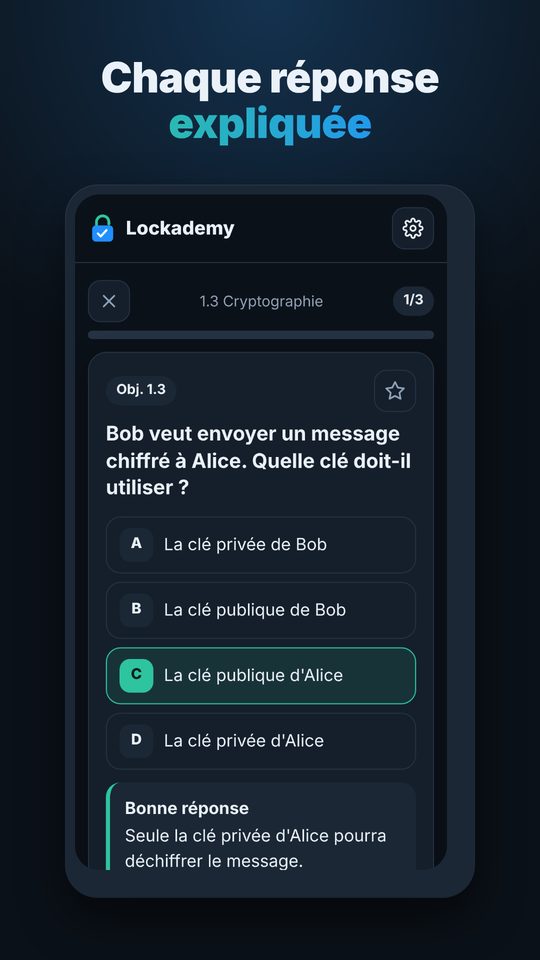 Chaque réponse
expliquée
Lockademy
1.3 Cryptographie
1/3
Obj. 1.3
Bob veut envoyer un message
chiffré à Alice. Quelle clé doit-il
utiliser ?
A La clé privée de Bob
B La clé publique de Bob
C La clé publique d'Alice
D La clé privée d'Alice
Bonne réponse
Seule la clé privée d'Alice pourra
déchiffrer le message.